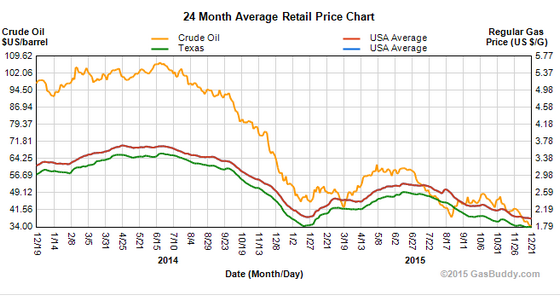 24 Month Average Retail Price Chart
Crude Oil
$US/barrel
Regular Gas
Price (US $/G)
Crude Oil
USA Average
Texas
USA Average
109.62
5.77
102.06
5.37
94.50
4.97
86.94
4.58
79.37
4.18
71.81
3.78
64.25
3.38
56.69
2.98
49.12
2.59
41.56
2.19
34.00
1.79
12/19 1/14 2/8 3/5 3/31 4/25 5/21 6/15 7/10 8/4 8/29 9/23 10/19 11/13 12/8 1/2 1/27 2/21 3/19 4/13 5/8 6/2 6/27 7/22 8/17 9/11 10/6 11/01 11/26 12/21
2014
2015
Date (Month/Day)
©2015 GasBuddy.com